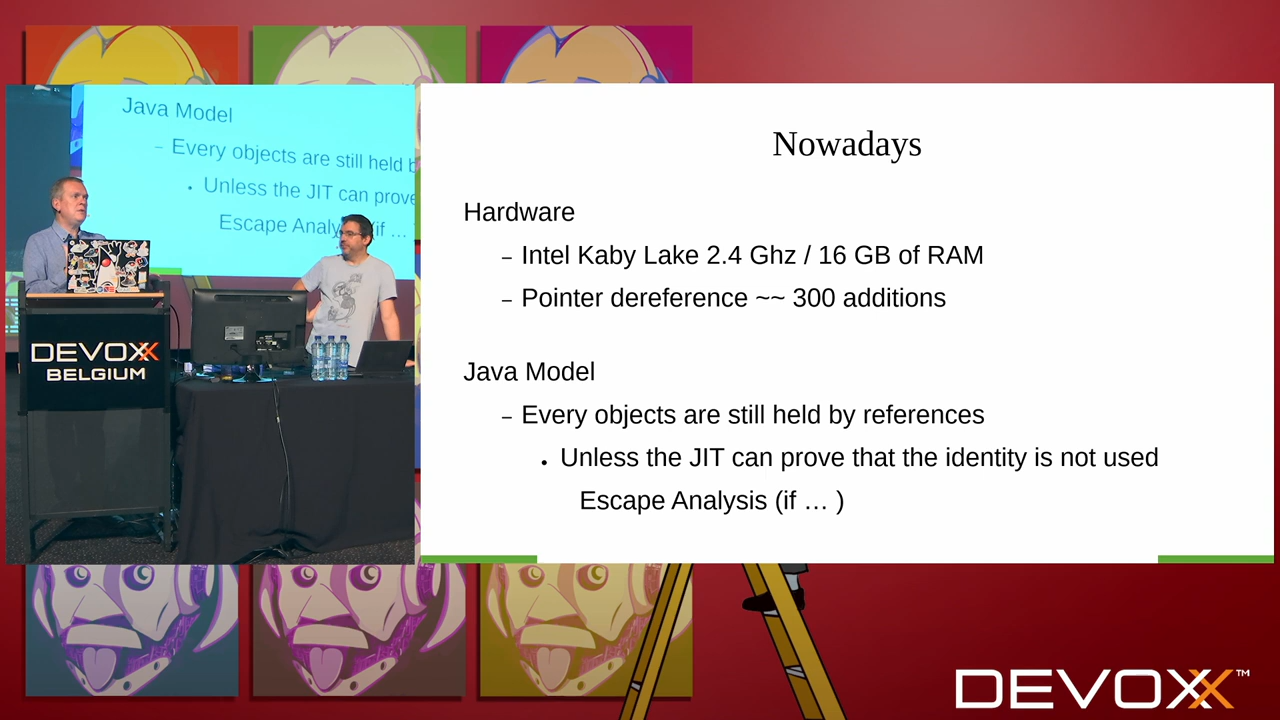 Java Model
– Every objects are still held b
• Unless the JIT can prove
Escape Analy (if ...
DEVOXX
BELGIUM
Nowadays
Hardware
– Intel Kaby Lake 2.4 Ghz / 16 GB of RAM
– Pointer dereference ~~ 300 additions
Java Model
– Every objects are still held by references
• Unless the JIT can prove that the identity is not used
Escape Analysis (if … )
DEVOXX™